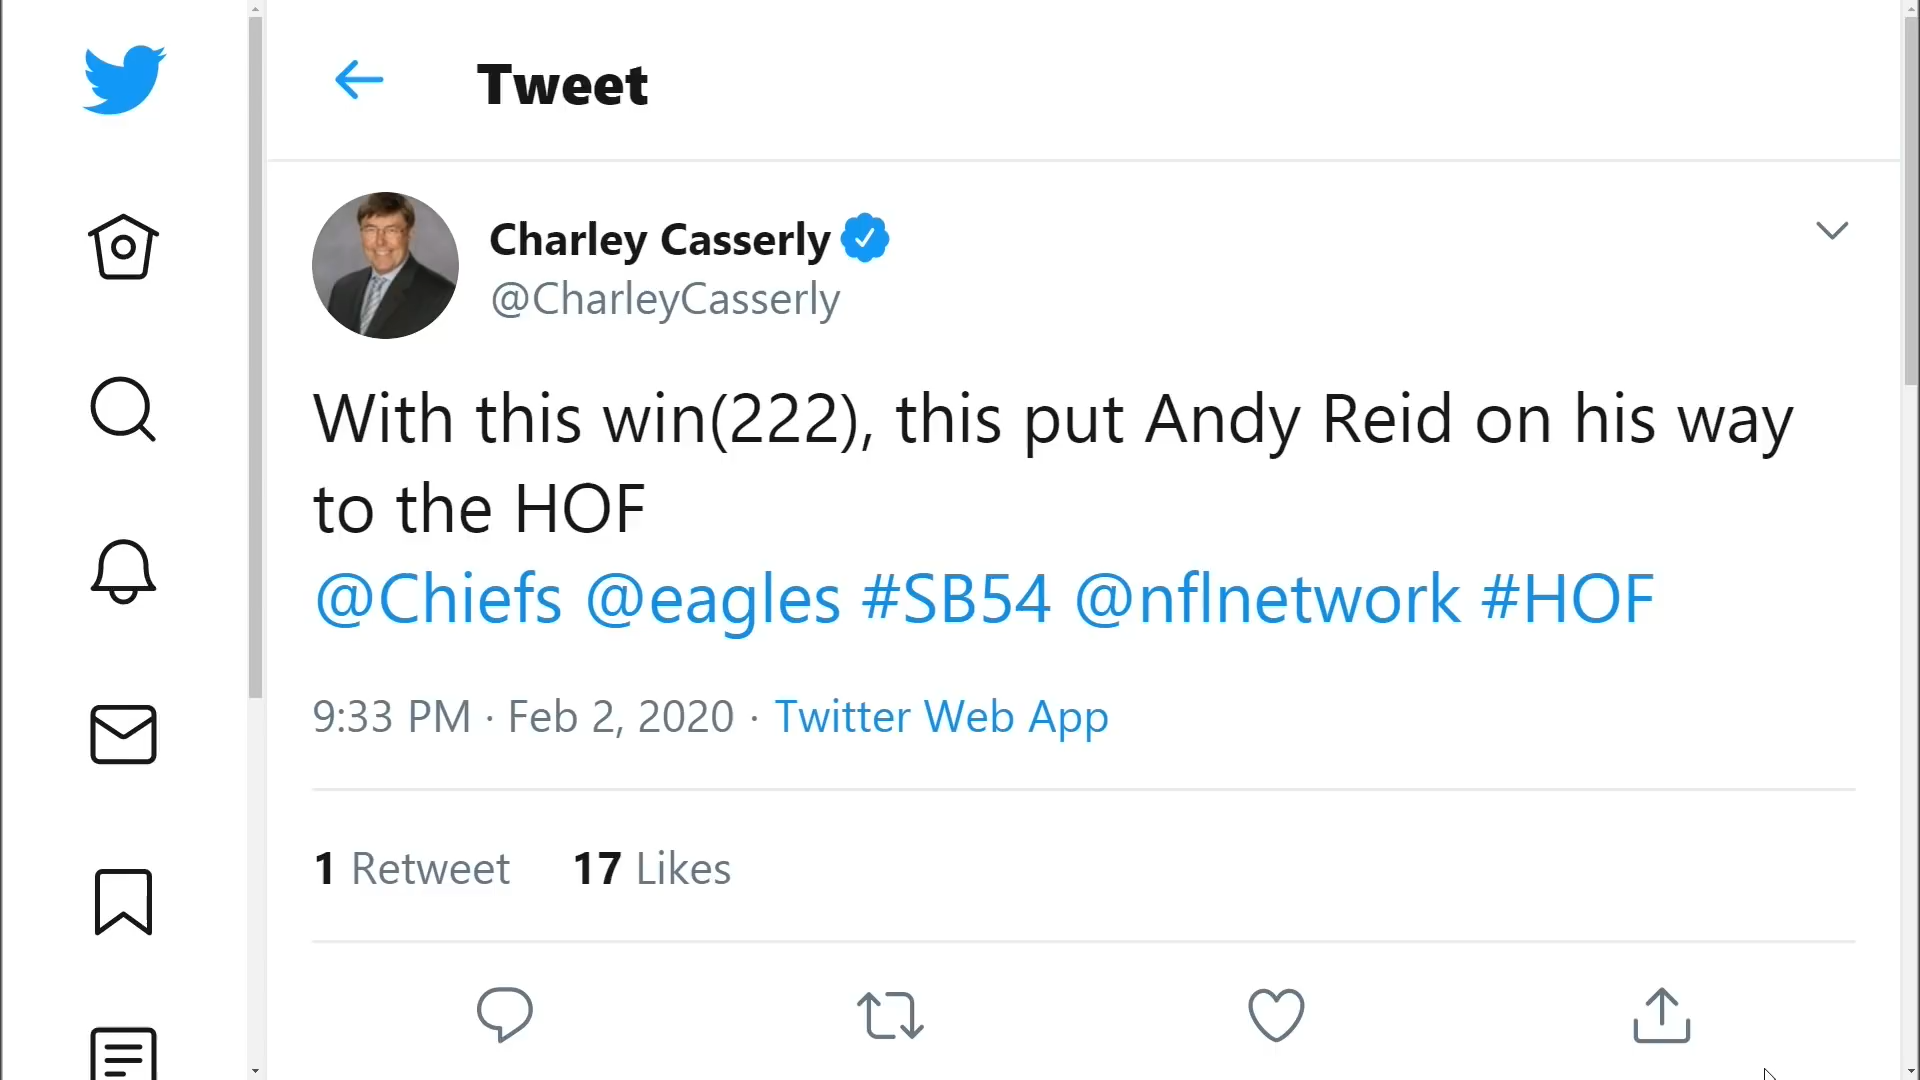 Tweet
Charley Casserly
@CharleyCasserly
With this win(222), this put Andy Reid on his way
to the HOF
@Chiefs @eagles #SB54 @nflnetwork #HOF
9:33 PM · Feb 2, 2020 · Twitter Web App
1 Retweet 17 Likes